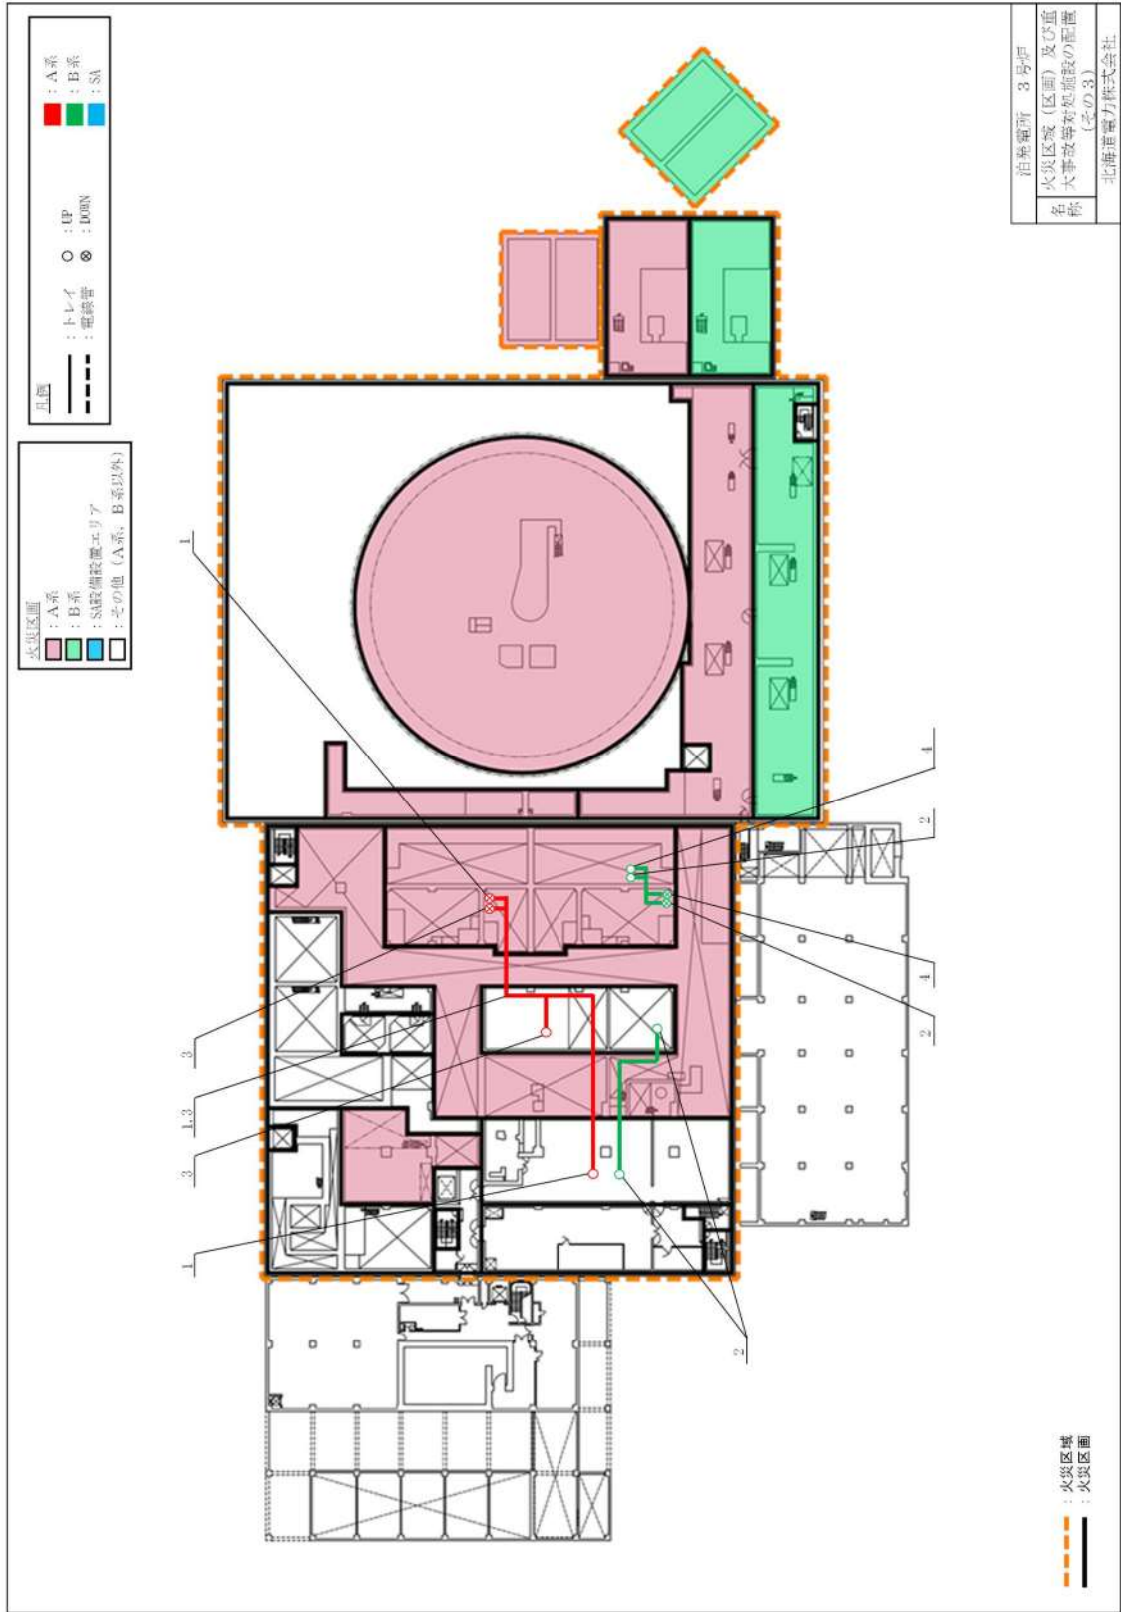 泊発電所 3号炉
名称
火災区域（区画）及び重
大事故等対処施設の配置
（その3）
北海道電力株式会社
凡例
：トレイ
：電線管
○：UP
⊗：DOWN
：A系
：B系
：SA
火災区画
：A系
：B系
：SA設備設置エリア
：その他（A系, B系以外）
1
3
1.3
3
1
4
2
4
2
2
：火災区域
：火災区画